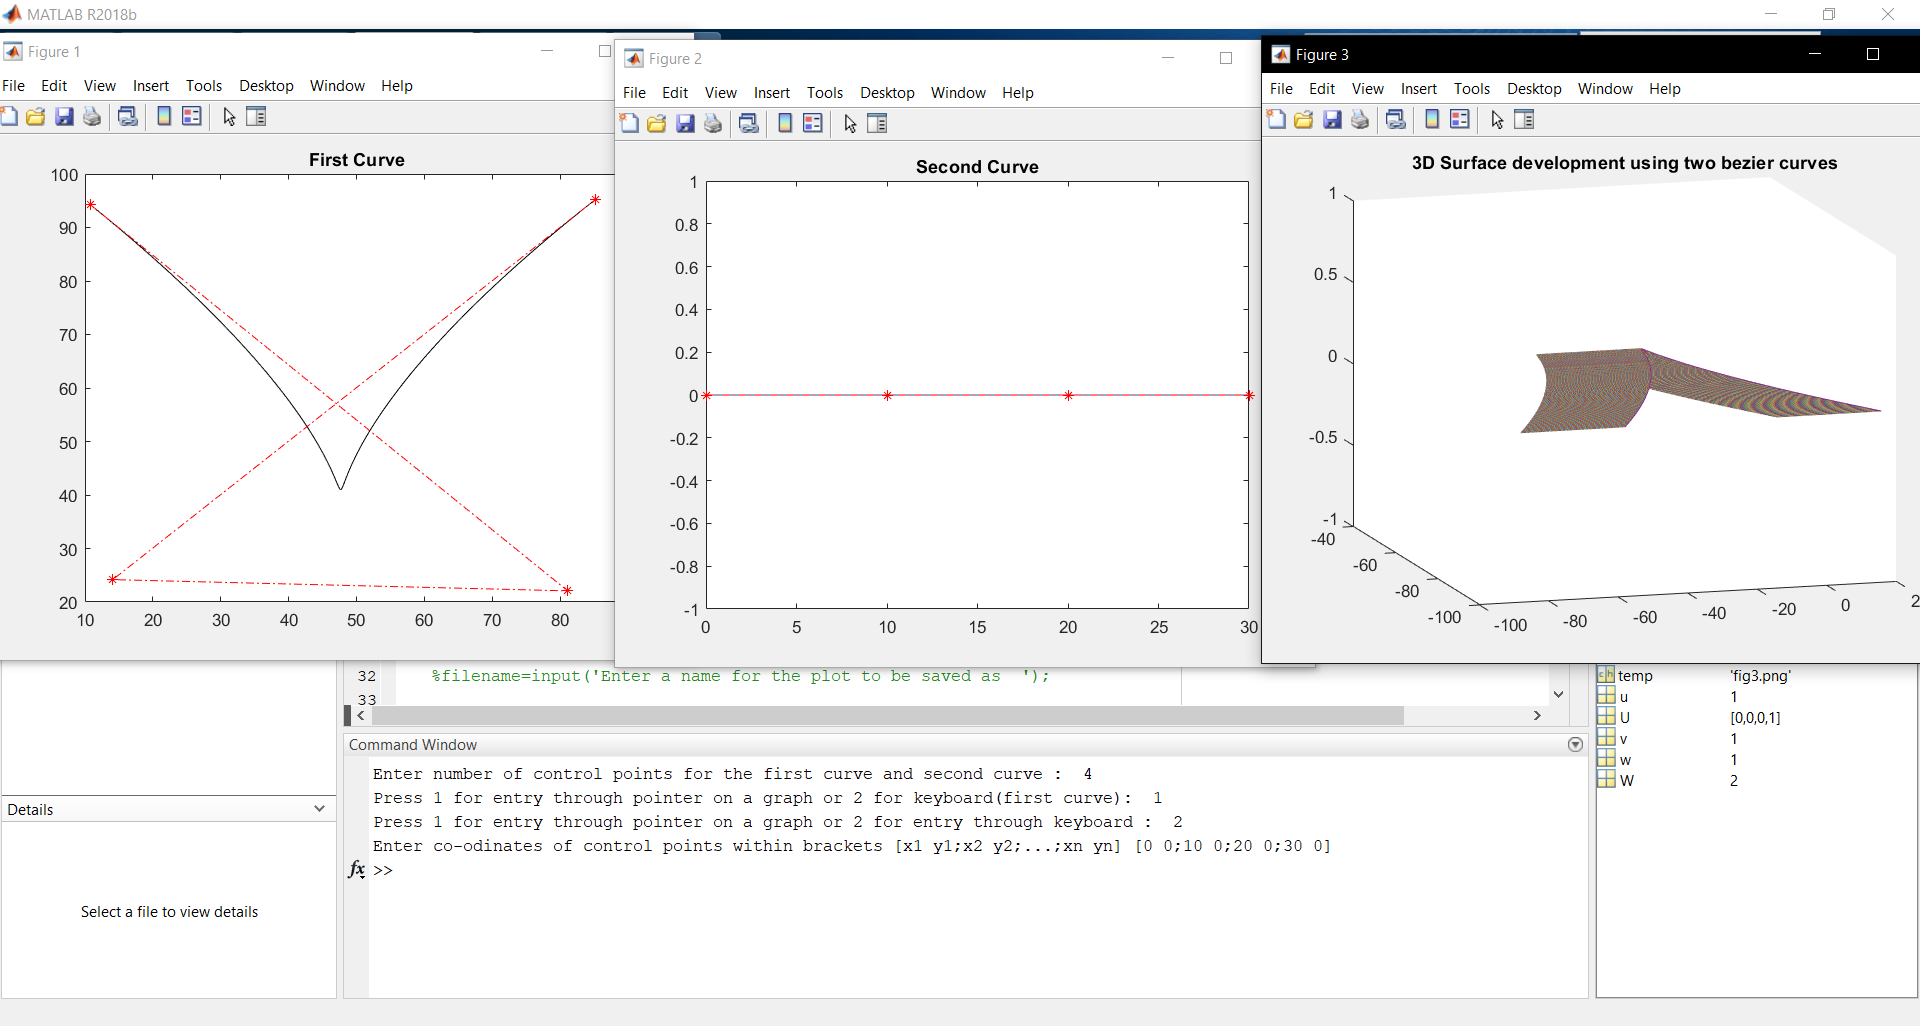 MATLAB R2018b
Figure 1
File Edit View Insert Tools Desktop Window Help
First Curve
100
90
80
70
60
50
40
30
20
10 20 30 40 50 60 70 80
Figure 2
File Edit View Insert Tools Desktop Window Help
Second Curve
1
0.8
0.6
0.4
0.2
0
-0.2
-0.4
-0.6
-0.8
-1
0 5 10 15 20 25 30
Figure 3
File Edit View Insert Tools Desktop Window Help
3D Surface development using two bezier curves
1
0.5
0
-0.5
-1
-40
-60
-80
-100
-100 -80 -60 -40 -20 0 2
32 %filename=input('Enter a name for the plot to be saved as ');
33
Command Window
Enter number of control points for the first curve and second curve : 4
Press 1 for entry through pointer on a graph or 2 for keyboard(first curve): 1
Press 1 for entry through pointer on a graph or 2 for entry through keyboard : 2
Enter co-odinates of control points within brackets [x1 y1;x2 y2;...;xn yn] [0 0;10 0;20 0;30 0]
fx >>
Details
Select a file to view details
temp 'fig3.png'
u 1
U [0,0,0,1]
v 1
w 1
W 2